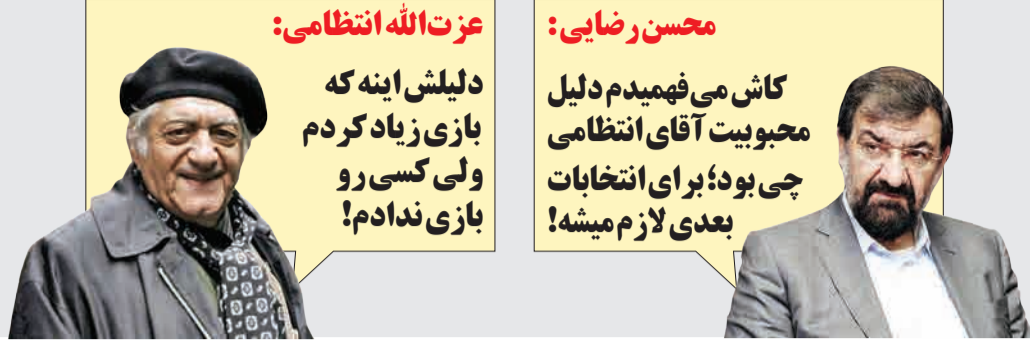 محسن رضایی:
کاش می‌فهمیدم دلیل
محبوبیت آقای انتظامی
چی بود؛ برای انتخابات
بعدی لازم میشه!
عزت‌الله انتظامی:
دلیلش اینه که
بازی زیاد کردم
ولی کسی رو
بازی ندادم!